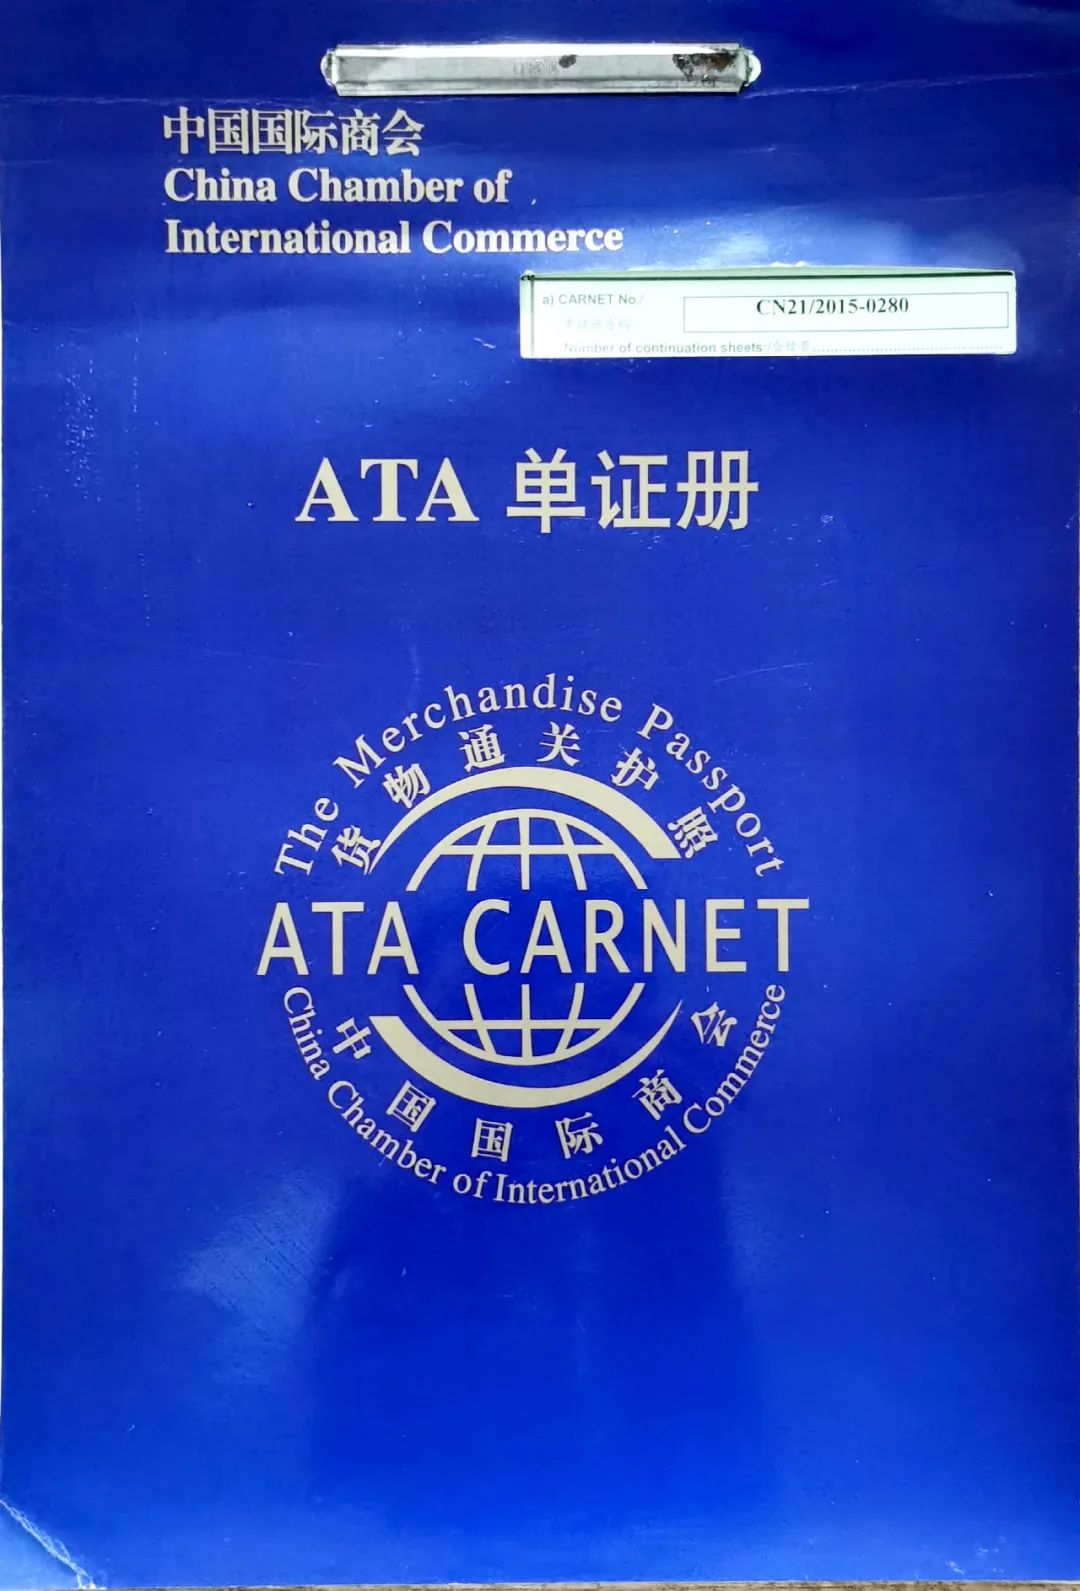 中国国际商会
China Chamber of
International Commerce
a) CARNET No./
CN21/2015-0280
Number of continuation sheets:/
ATA 单证册
The Merchandise Passport
货物通关护照
ATA CARNET
中国国际商会
China Chamber of International Commerce